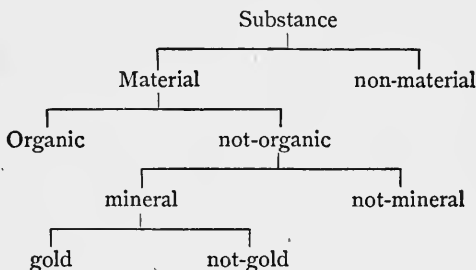 Substance
Material non-material
Organic not-organic
mineral not-mineral
gold not-gold